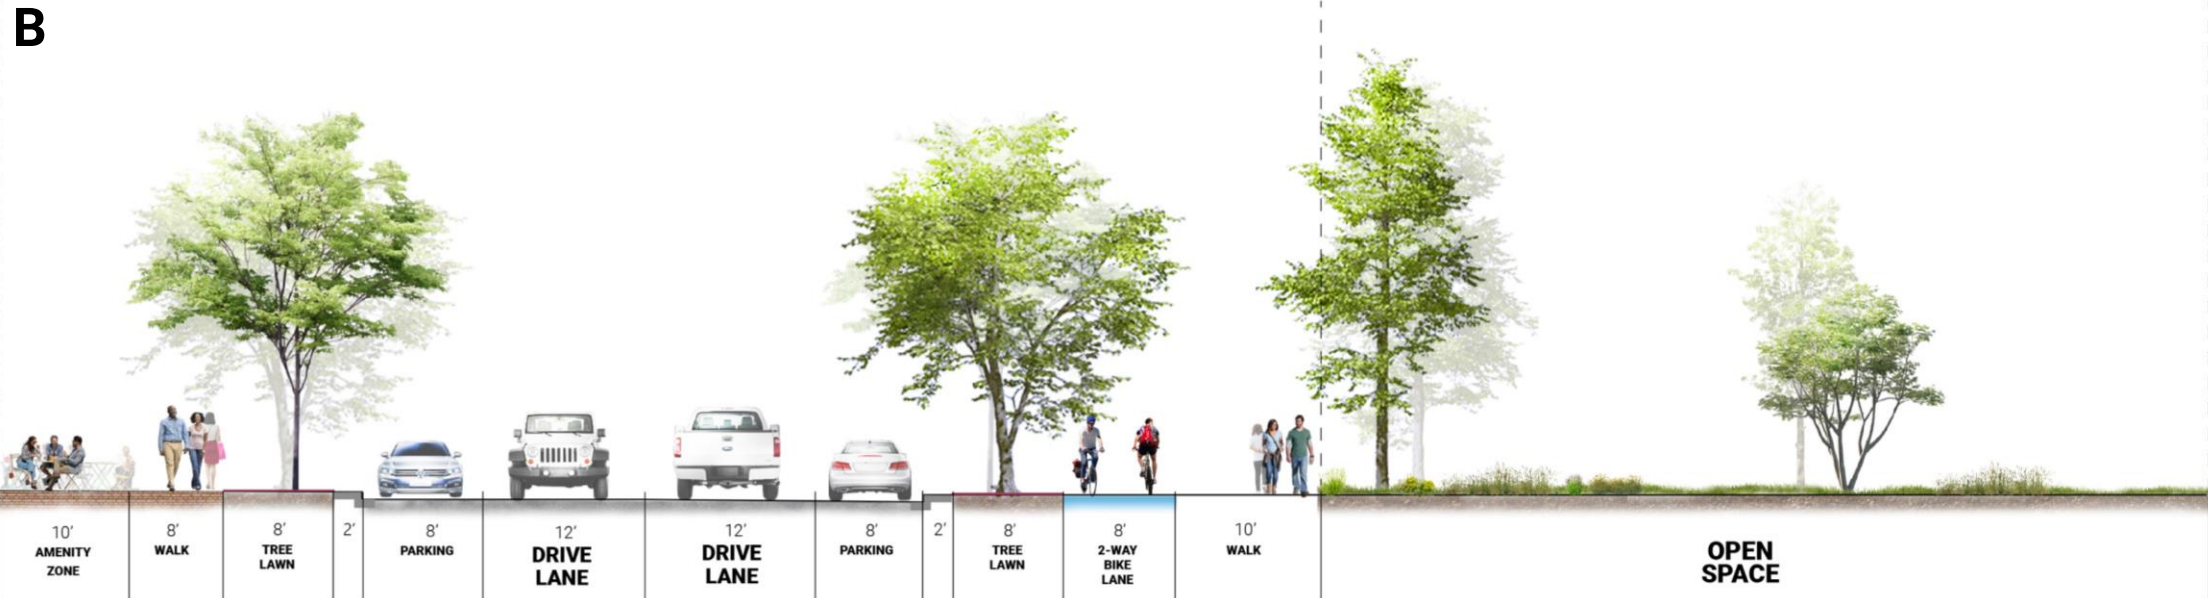 B
10’
AMENITY
ZONE
8’
WALK
8’
TREE
LAWN
2’
8’
PARKING
12’
DRIVE
LANE
12’
DRIVE
LANE
8’
PARKING
2’
8’
TREE
LAWN
8’
2-WAY
BIKE
LANE
10’
WALK
OPEN
SPACE